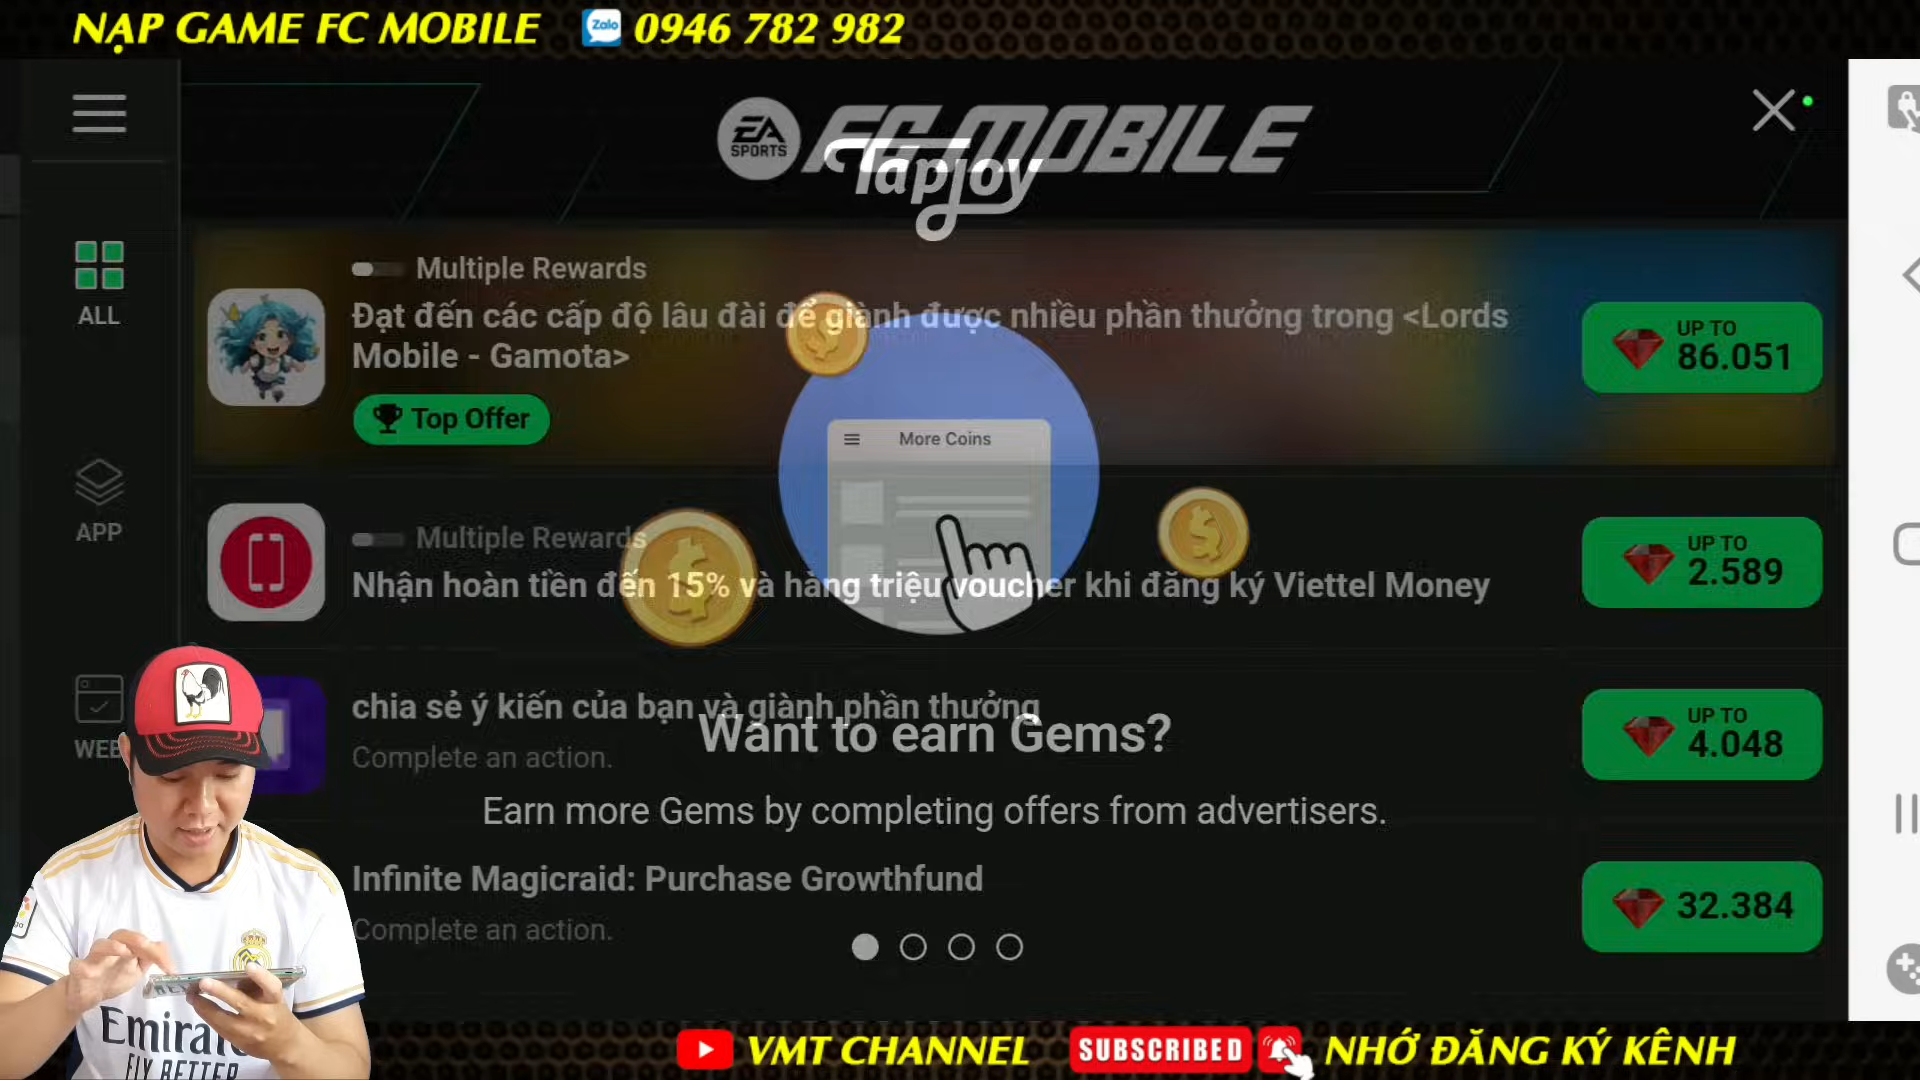 NẠP GAME FC MOBILE
Zalo
0946 782 982
EA SPORTS
FC MOBILE
Tapjoy
ALL
Multiple Rewards
Đạt đến các cấp độ lâu đài để giành được nhiều phần thưởng trong <Lords
Mobile - Gamota>
Top Offer
UP TO
86.051
More Coins
APP
Multiple Rewards
Nhận hoàn tiền đến 15% và hàng triệu voucher khi đăng ký Viettel Money
UP TO
2.589
WEB
chia sẻ ý kiến của bạn và giành phần thưởng
Complete an action.
UP TO
4.048
Want to earn Gems?
Earn more Gems by completing offers from advertisers.
Infinite Magicraid: Purchase Growthfund
Complete an action.
32.384
FLY BETTER
VMT CHANNEL
SUBSCRIBED
NHỚ ĐĂNG KÝ KÊNH